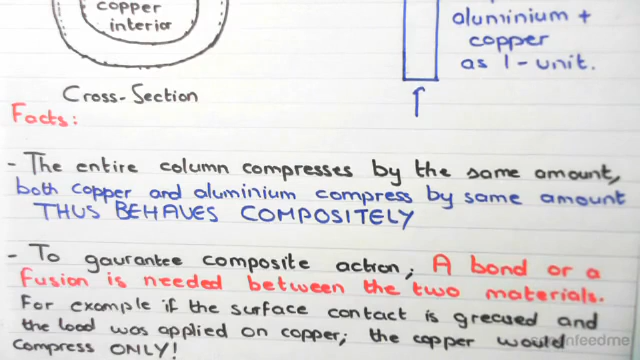 copper
interior
aluminium +
copper
as 1-unit.
Cross-Section
Facts:
- The entire column compresses by the same amount,
both copper and aluminium compress by same amount
THUS BEHAVES COMPOSITELY
- To gaurantee composite action; A bond or a
fusion is needed between the two materials.
For example if the surface contact is greased and
the load was applied on copper; the copper would
compress ONLY!